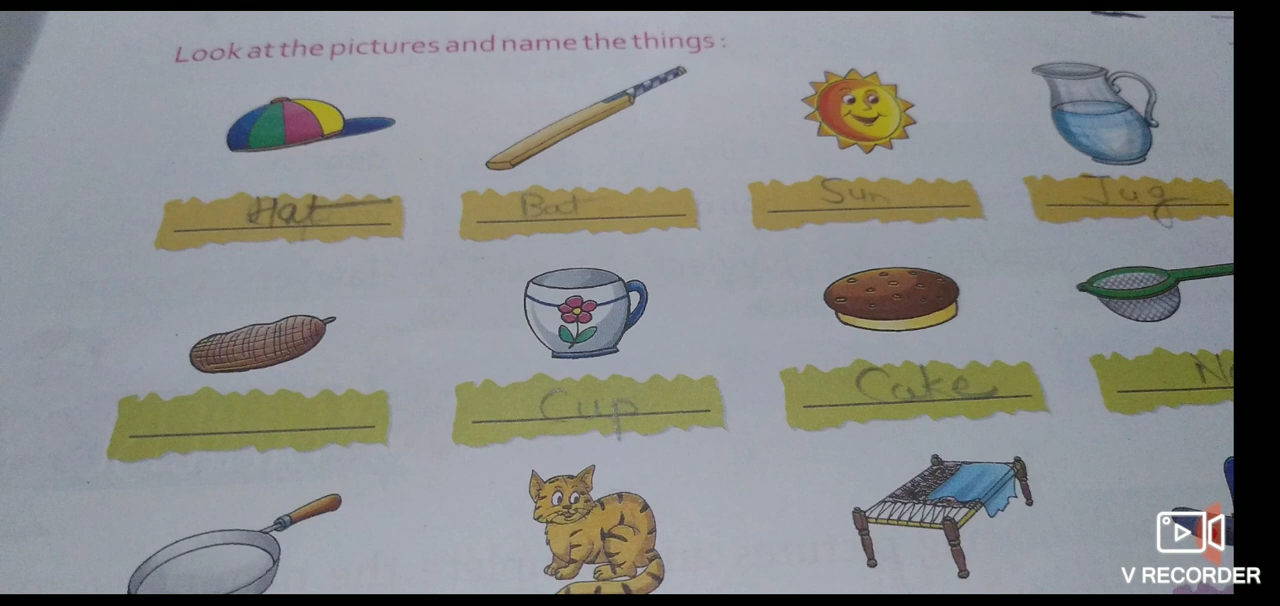 Look at the pictures and name the things :
Hat Bat Sun Jug
Cup Cake
V RECORDER